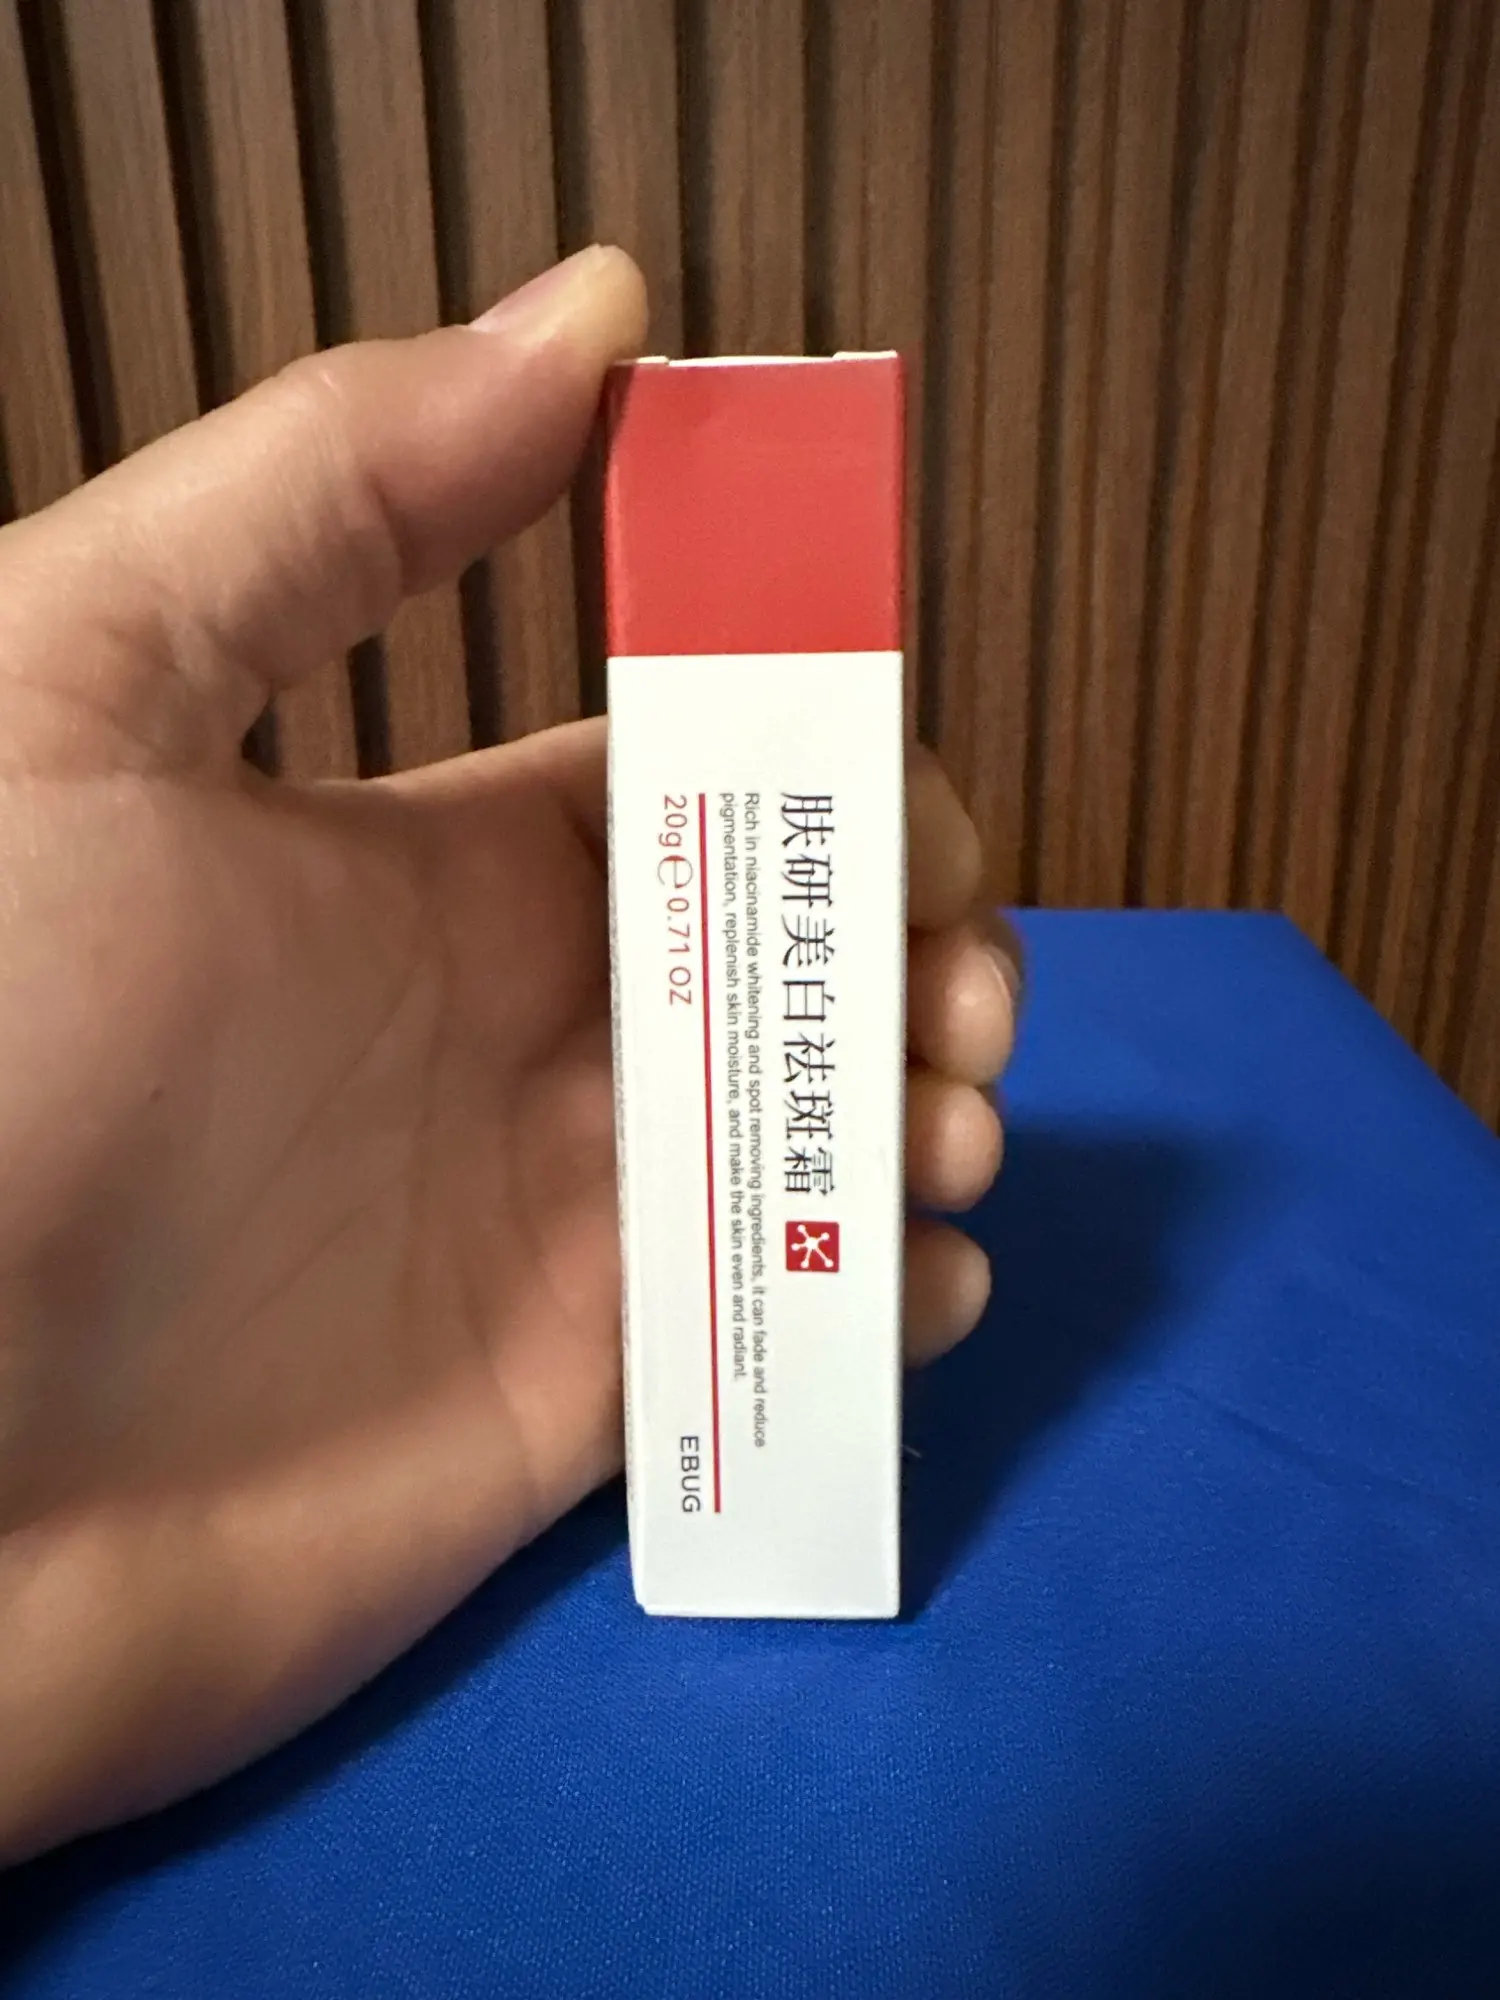 肤研美白祛斑霜
Rich in niacinamide whitening and spot removing ingredients, it can fade and reduce
pigmentation, replenish skin moisture, and make the skin even and radiant.
20g ℮ 0.71 OZ
EBUG